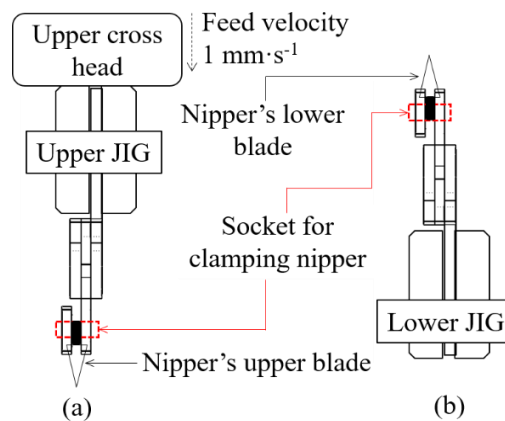 Upper cross
head
Feed velocity
1 mm·s⁻¹
Upper JIG
Nipper's lower
blade
Socket for
clamping nipper
Nipper's upper blade
Lower JIG
(a)
(b)